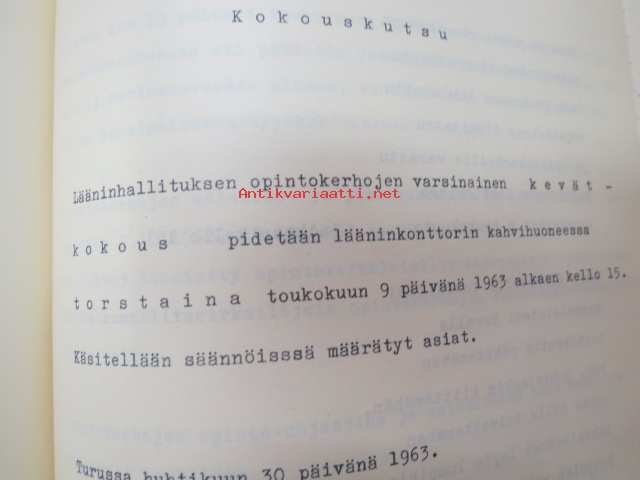 K o k o u s k u t s u
Lääninhallituksen opintokerhojen varsinainen k e v ä t -
Antikvariaatti.net
k o k o u s pidetään lääninkonttorin kahvihuoneessa
t o r s t a i n a toukokuun 9 päivänä 1963 alkaen kello 15.
Käsitellään säännöisssä määrätyt asiat.
Turussa huhtikuun 30 päivänä 1963.